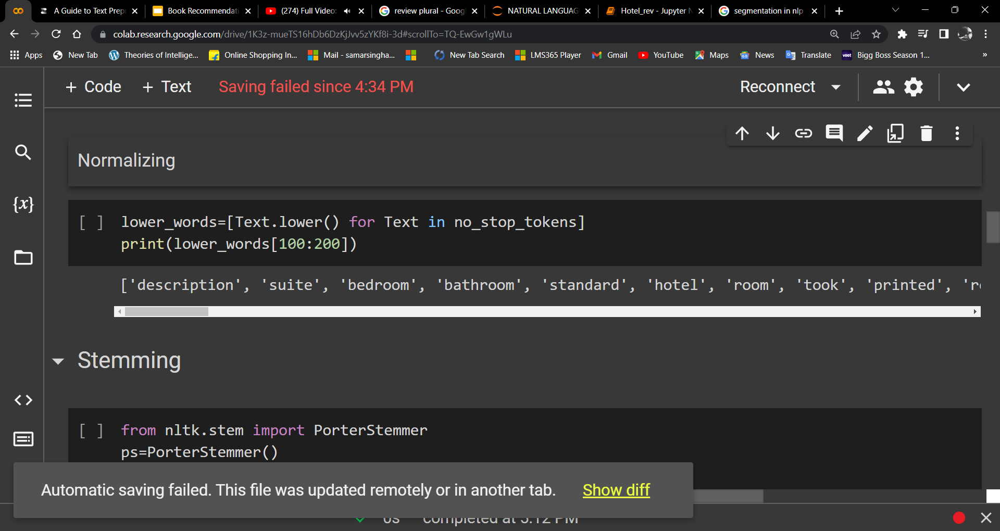 A Guide to Text Prep
Book Recommendati
(274) Full Video:
review plural - Goog
NATURAL LANGUAG
Hotel_rev - Jupyter N
segmentation in nlp
colab.research.google.com/drive/1K3z-mueTS16hDb6DzKjJvv5zYKf8i-3d#scrollTo=TQ-EwGw1gWLu
Apps
New Tab
Theories of Intellige...
Online Shopping In...
Mail - samarsingha...
New Tab Search
LMS365 Player
Gmail
YouTube
Maps
News
Translate
voot
Bigg Boss Season 1...
»
+ Code
+ Text
Saving failed since 4:34 PM
Reconnect
{x}
Normalizing
[ ] lower_words=[Text.lower() for Text in no_stop_tokens]
print(lower_words[100:200])
['description', 'suite', 'bedroom', 'bathroom', 'standard', 'hotel', 'room', 'took', 'printed', 'r
Stemming
[ ] from nltk.stem import PorterStemmer
ps=PorterStemmer()
Automatic saving failed. This file was updated remotely or in another tab.
Show diff
0s completed at 5:12 PM